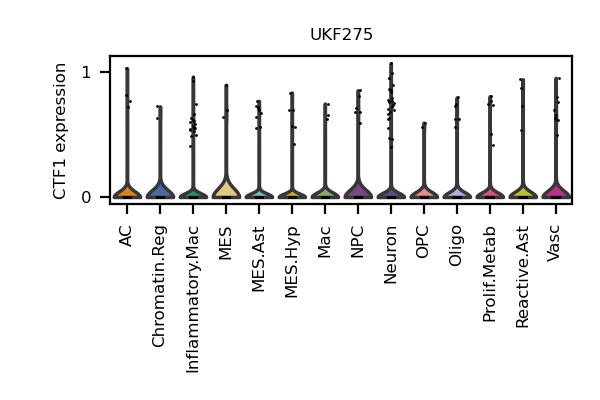 UKF275
CTF1 expression
1
0
AC
Chromatin.Reg
Inflammatory.Mac
MES
MES.Ast
MES.Hyp
Mac
NPC
Neuron
OPC
Oligo
Prolif.Metab
Reactive.Ast
Vasc